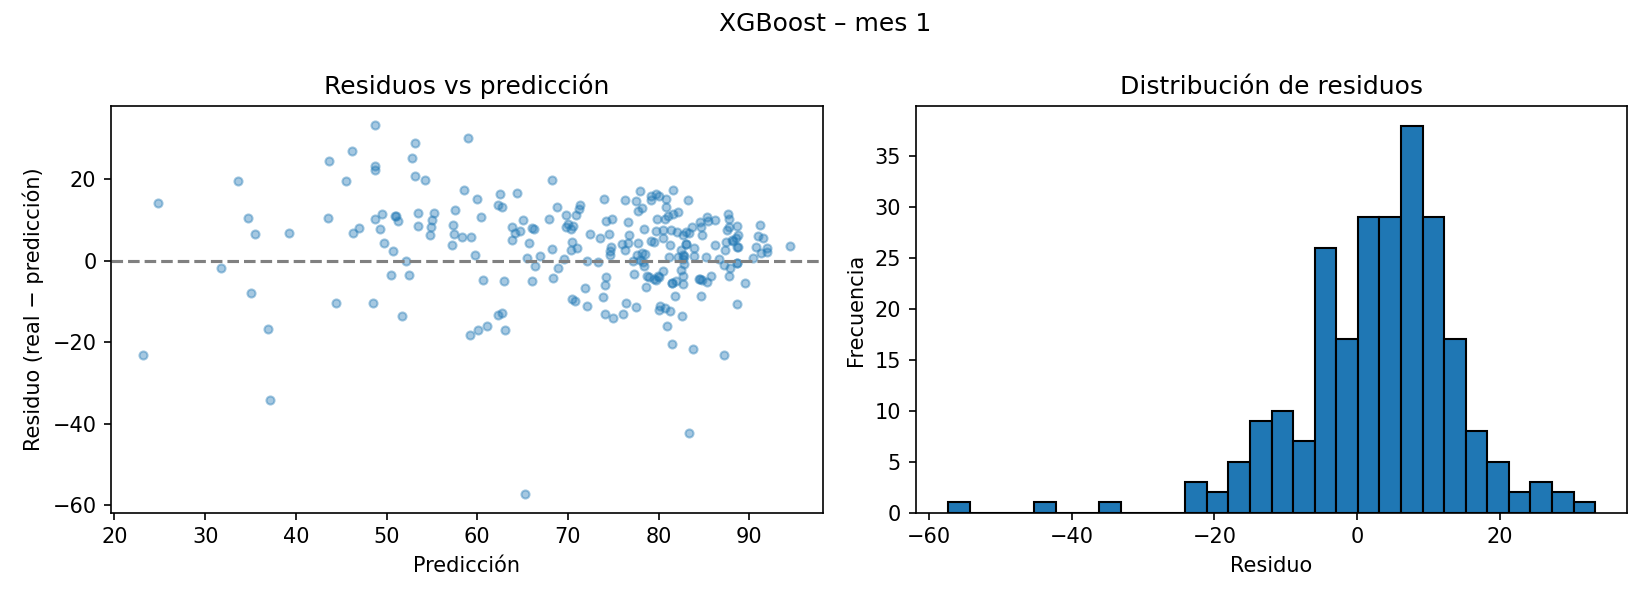 XGBoost – mes 1
Residuos vs predicción
Residuo (real − predicción)
20
0
−20
−40
−60
20 30 40 50 60 70 80 90
Predicción
Distribución de residuos
Frecuencia
35
30
25
20
15
10
5
0
−60 −40 −20 0 20
Residuo